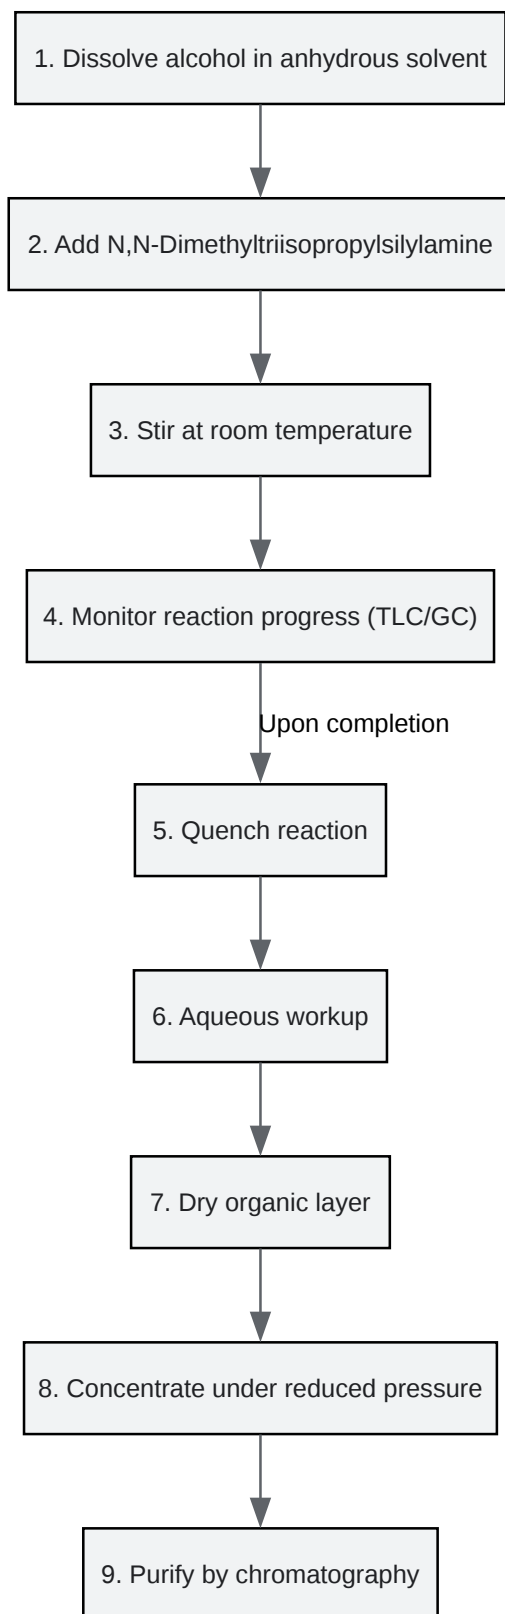 1. Dissolve alcohol in anhydrous solvent
2. Add N,N-Dimethyltriisopropylsilylamine
3. Stir at room temperature
4. Monitor reaction progress (TLC/GC)
Upon completion
5. Quench reaction
6. Aqueous workup
7. Dry organic layer
8. Concentrate under reduced pressure
9. Purify by chromatography